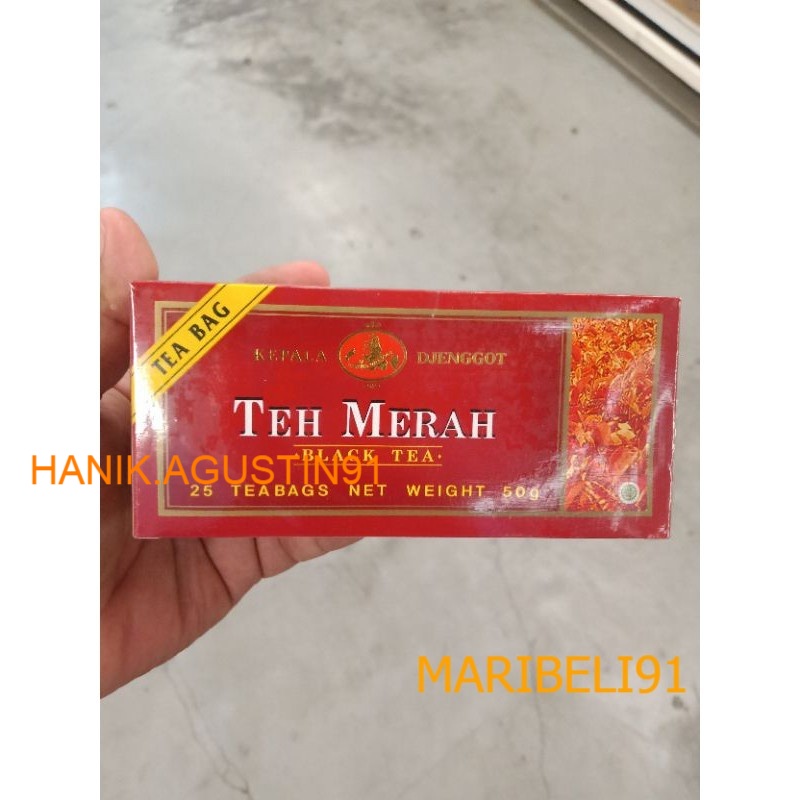 TEA BAG
KEPALA DJENGGOT
TEH MERAH
·BLACK TEA·
HANIK.AGUSTIN91
25 TEABAGS NET WEIGHT 50g
MARIBELI91